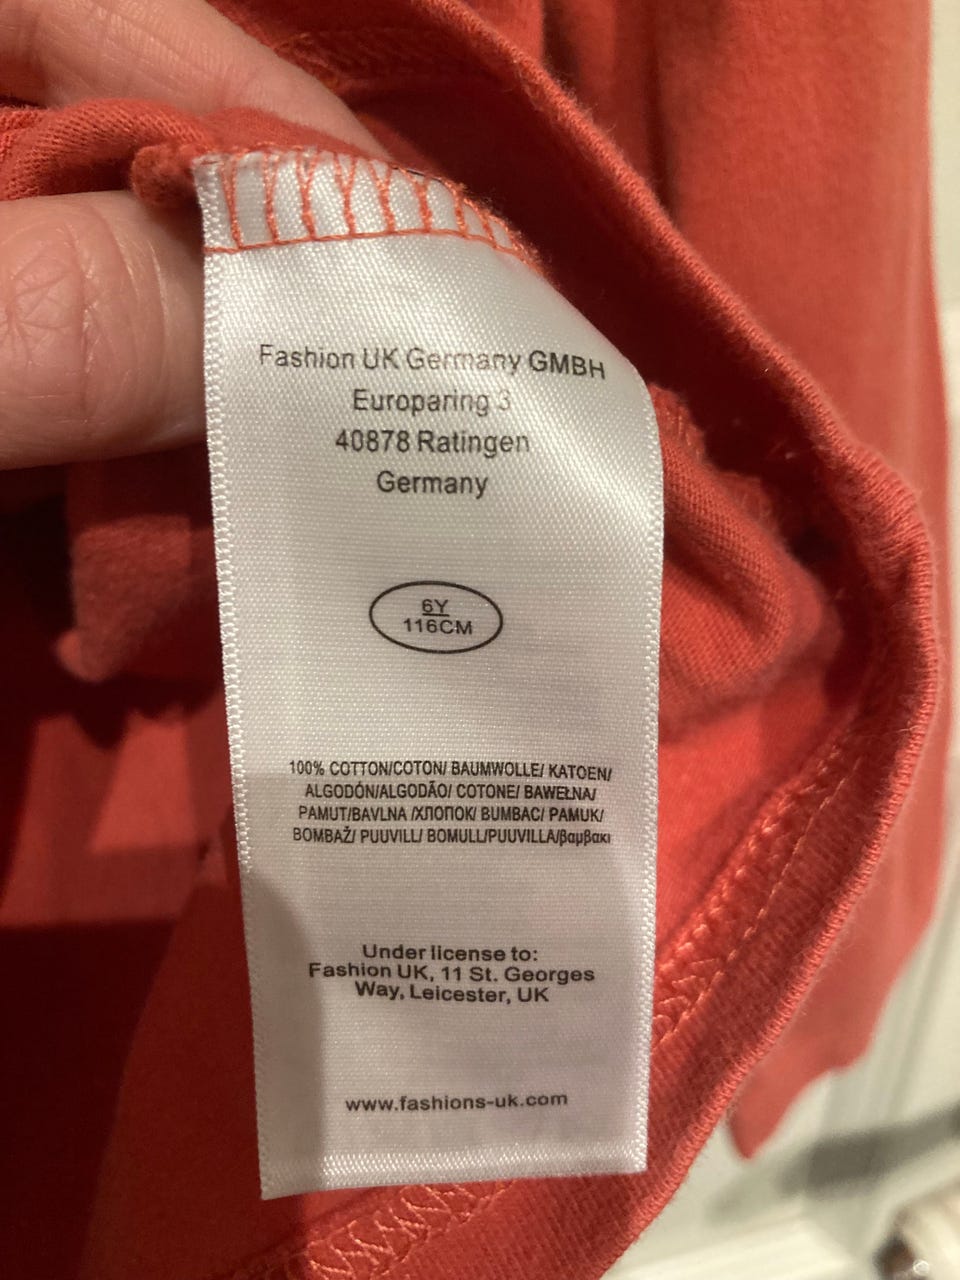 Fashion UK Germany GMBH
Europaring 3
40878 Ratingen
Germany
6Y
116CM
100% COTTON/COTON/ BAUMWOLLE/ KATOEN/
ALGODÓN/ALGODÃO/ COTONE/ BAWEŁNA/
PAMUT/BAVLNA /ХЛОПОК/ BUMBAC/ PAMUK/
BOMBAŽ/ PUUVILL/ BOMULL/PUUVILLA/βαμβακι
Under license to:
Fashion UK, 11 St. Georges
Way, Leicester, UK
www.fashions-uk.com